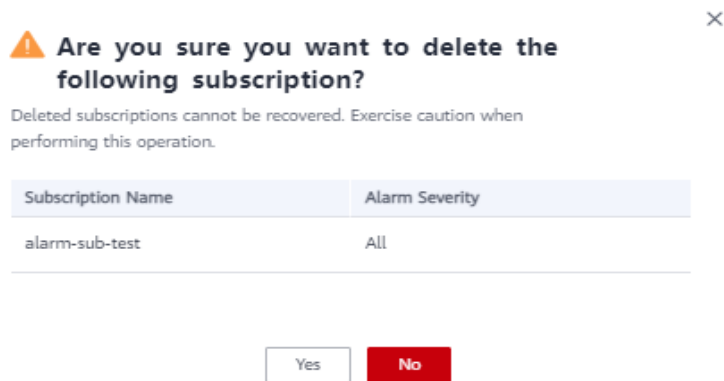 Are you sure you want to delete the
following subscription?
Deleted subscriptions cannot be recovered. Exercise caution when
performing this operation.
Subscription Name Alarm Severity
alarm-sub-test All
Yes No